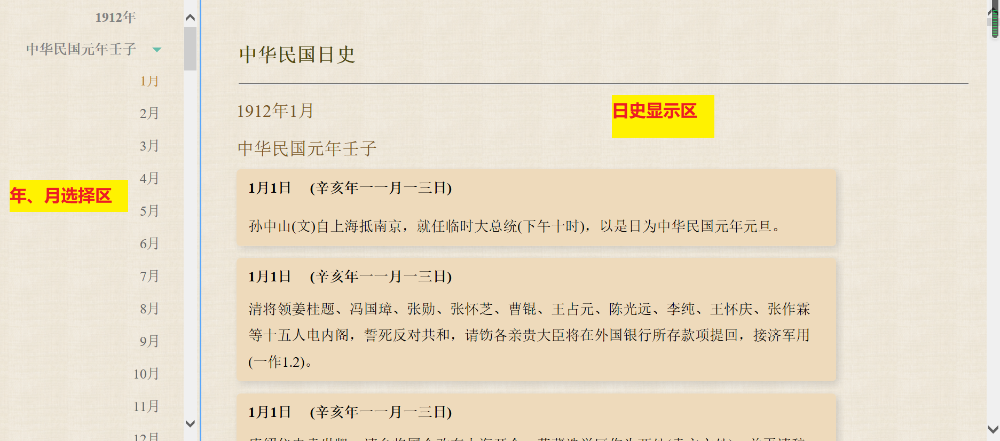 1912年
中华民国元年壬子
1月
2月
3月
4月
年、月选择区
5月
6月
7月
8月
9月
10月
11月
12月
中华民国日史
1912年1月
日史显示区
中华民国元年壬子
1月1日 (辛亥年一一月一三日)
孙中山(文)自上海抵南京，就任临时大总统(下午十时)，以是日为中华民国元年元旦。
1月1日 (辛亥年一一月一三日)
清将领姜桂题、冯国璋、张勋、张怀芝、曹锟、王占元、陈光远、李纯、王怀庆、张作霖
等十五人电内阁，誓死反对共和，请饬各亲贵大臣将在外国银行所存款项提回，接济军用
(一作1.2)。
1月1日 (辛亥年一一月一三日)